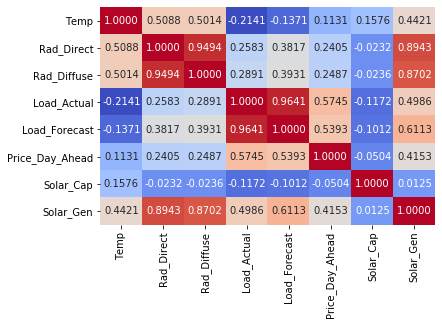 Temp 1.0000 0.5088 0.5014 -0.2141 -0.1371 0.1131 0.1576 0.4421
Rad_Direct 0.5088 1.0000 0.9494 0.2583 0.3817 0.2405 -0.0232 0.8943
Rad_Diffuse 0.5014 0.9494 1.0000 0.2891 0.3931 0.2487 -0.0236 0.8702
Load_Actual -0.2141 0.2583 0.2891 1.0000 0.9641 0.5745 -0.1172 0.4986
Load_Forecast -0.1371 0.3817 0.3931 0.9641 1.0000 0.5393 -0.1012 0.6113
Price_Day_Ahead 0.1131 0.2405 0.2487 0.5745 0.5393 1.0000 -0.0504 0.4153
Solar_Cap 0.1576 -0.0232 -0.0236 -0.1172 -0.1012 -0.0504 1.0000 0.0125
Solar_Gen 0.4421 0.8943 0.8702 0.4986 0.6113 0.4153 0.0125 1.0000
Temp
Rad_Direct
Rad_Diffuse
Load_Actual
Load_Forecast
Price_Day_Ahead
Solar_Cap
Solar_Gen